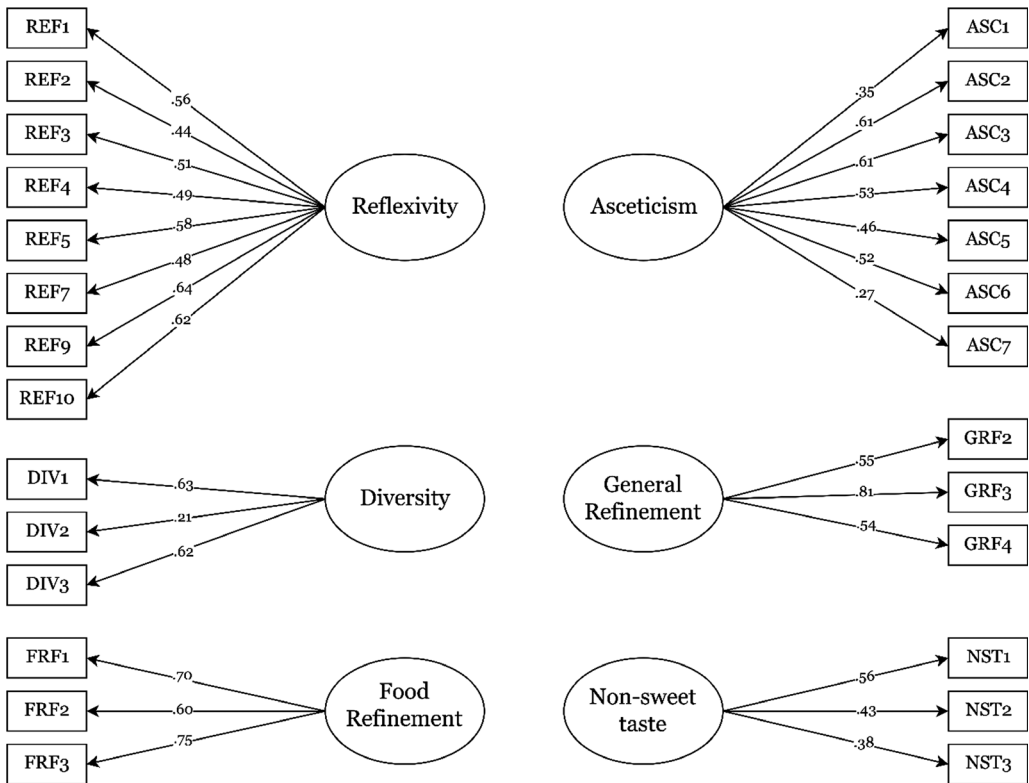 REF1
REF2
REF3
REF4
REF5
REF7
REF9
REF10
.56
.44
.51
.49
.58
.48
.64
.62
Reflexivity
Asceticism
.35
.61
.61
.53
.46
.52
.27
ASC1
ASC2
ASC3
ASC4
ASC5
ASC6
ASC7
DIV1
DIV2
DIV3
.63
.21
.62
Diversity
General
Refinement
.55
.81
.54
GRF2
GRF3
GRF4
FRF1
FRF2
FRF3
.70
.60
.75
Food
Refinement
Non-sweet
taste
.56
.43
.38
NST1
NST2
NST3